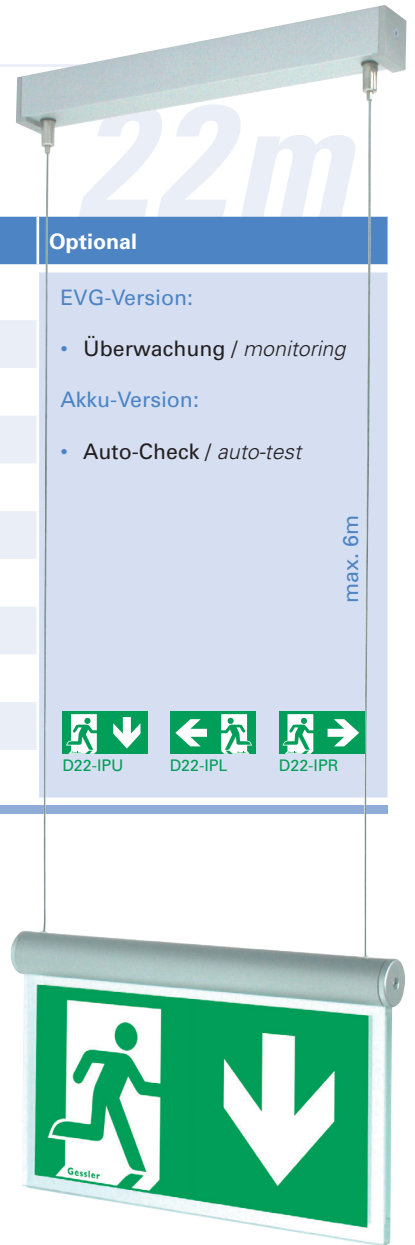 22m
Optional
EVG-Version:
• Überwachung / monitoring
Akku-Version:
• Auto-Check / auto-test
max. 6m
D22-IPU
D22-IPL
D22-IPR
Gessler